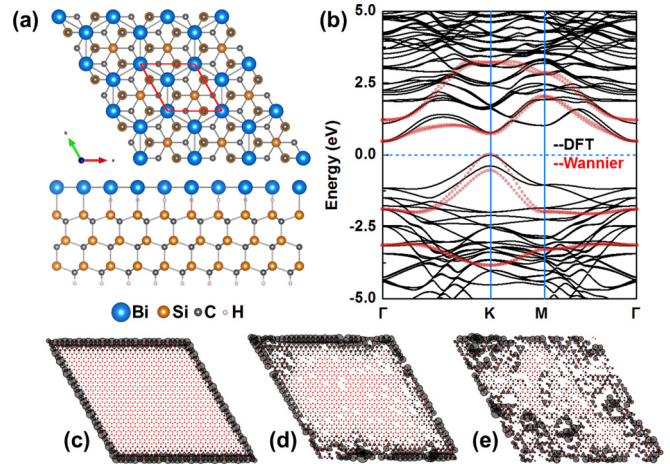 (a)
Bi Si C H
(b)
Energy (eV)
5.0
2.5
0.0
-2.5
-5.0
--DFT
--Wannier
Γ K M Γ
(c) (d) (e)